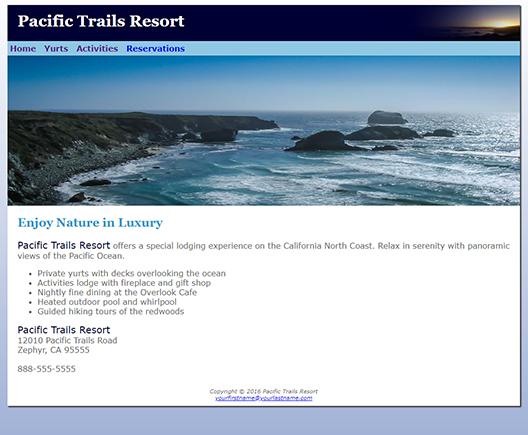 Pacific Trails Resort
Home Yurts Activities Reservations
Enjoy Nature in Luxury
Pacific Trails Resort offers a special lodging experience on the California North Coast. Relax in serenity with panoramic
views of the Pacific Ocean.
• Private yurts with decks overlooking the ocean
• Activities lodge with fireplace and gift shop
• Nightly fine dining at the Overlook Cafe
• Heated outdoor pool and whirlpool
• Guided hiking tours of the redwoods
Pacific Trails Resort
12010 Pacific Trails Road
Zephyr, CA 95555
888-555-5555
Copyright © 2016 Pacific Trails Resort
yourfirstname@yourlastname.com